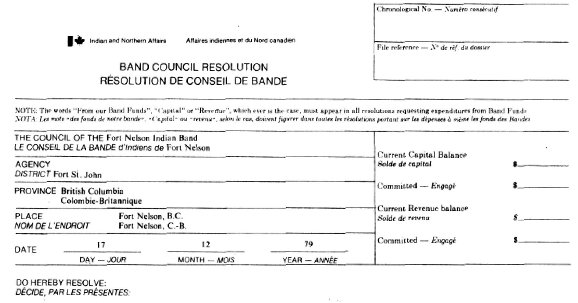 Chronological No. — Numéro consécutif
Indian and Northern Affairs Affaires indiennes et du Nord canadien
File reference — N° de réf. du dossier
BAND COUNCIL RESOLUTION
RÉSOLUTION DE CONSEIL DE BANDE
NOTE: The words "From our Band Funds", "Capital" or "Revenue", which ever is the case, must appear in all resolutions requesting expenditures from Band Funds
NOTA: Les mots «des fonds de notre bande», «Capital» ou «revenu», selon le cas, doivent figurer dans toutes les résolutions portant sur les dépenses à même les fonds des Bandes
THE COUNCIL OF THE Fort Nelson Indian Band
LE CONSEIL DE LA BANDE d'Indiens de Fort Nelson
Current Capital Balance
Solde de capital $
AGENCY
DISTRICT Fort St. John
Committed — Engagé $
PROVINCE British Columbia
Colombie-Britannique
Current Revenue balance
Solde de revenu $
PLACE Fort Nelson, B.C.
NOM DE L'ENDROIT Fort Nelson, C.-B.
Committed — Engagé $
DATE 17 12 79
DAY — JOUR MONTH — MOIS YEAR — ANNÉE
DO HEREBY RESOLVE:
DÉCIDE, PAR LES PRÉSENTES: